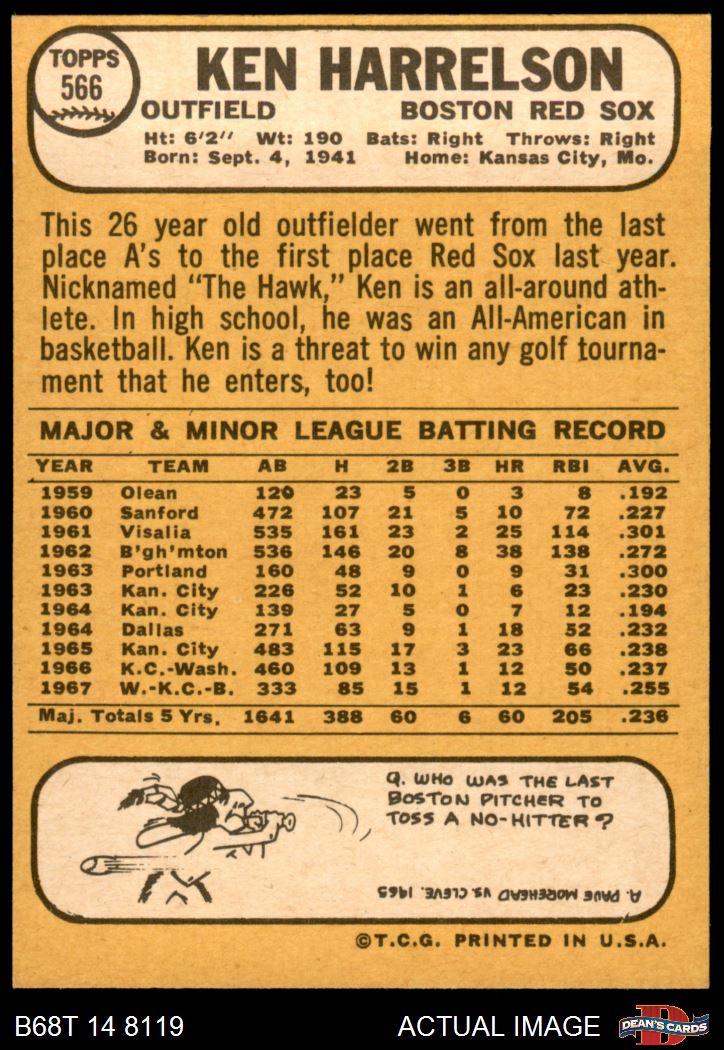 TOPPS
566
KEN HARRELSON
OUTFIELD BOSTON RED SOX
Ht: 6'2" Wt: 190 Bats: Right Throws: Right
Born: Sept. 4, 1941 Home: Kansas City, Mo.
This 26 year old outfielder went from the last
place A's to the first place Red Sox last year.
Nicknamed "The Hawk," Ken is an all-around ath-
lete. In high school, he was an All-American in
basketball. Ken is a threat to win any golf tourna-
ment that he enters, too!
MAJOR & MINOR LEAGUE BATTING RECORD
YEAR TEAM AB H 2B 3B HR RBI AVG.
1959 Olean 120 23 5 0 3 8 .192
1960 Sanford 472 107 21 5 10 72 .227
1961 Visalia 535 161 23 2 25 114 .301
1962 B'gh'mton 536 146 20 8 38 138 .272
1963 Portland 160 48 9 0 9 31 .300
1963 Kan. City 226 52 10 1 6 23 .230
1964 Kan. City 139 27 5 0 7 12 .194
1964 Dallas 271 63 9 1 18 52 .232
1965 Kan. City 483 115 17 3 23 66 .238
1966 K.C.-Wash. 460 109 13 1 12 50 .237
1967 W.-K.C.-B. 333 85 15 1 12 54 .255
Maj. Totals 5 Yrs. 1641 388 60 6 60 205 .236
Q. WHO WAS THE LAST
BOSTON PITCHER TO
TOSS A NO-HITTER?
A. DAVE MOREHEAD VS. CLEVE. 1965
©T.C.G. PRINTED IN U.S.A.
B68T 14 8119 ACTUAL IMAGE
D
DEAN'S CARDS